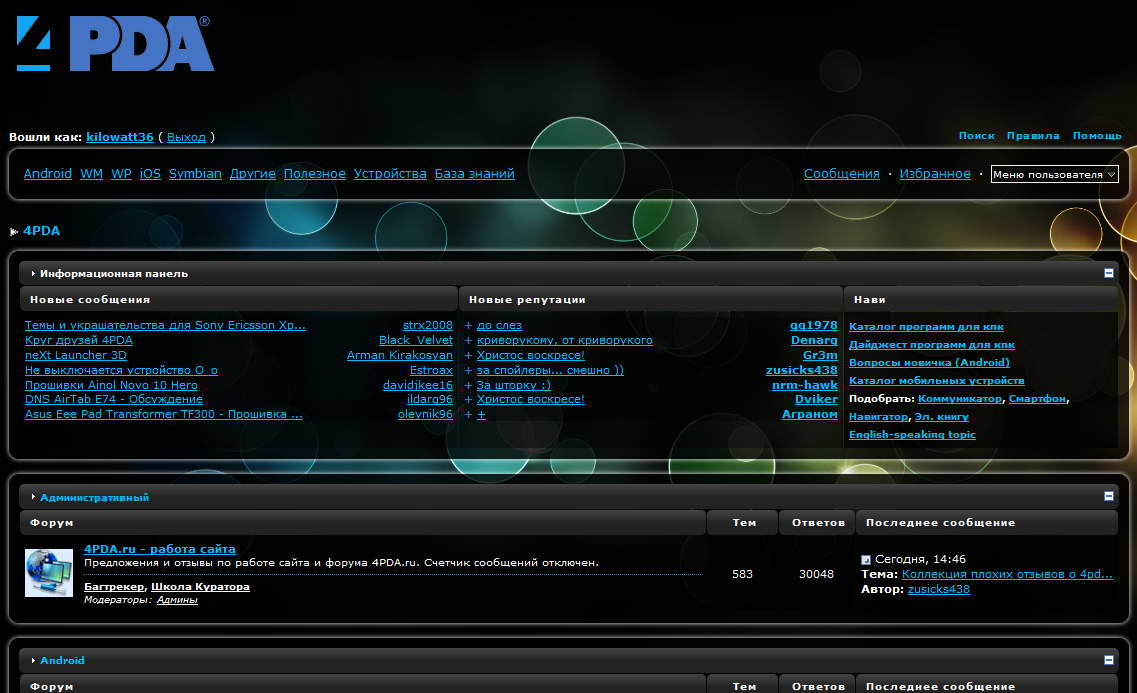 4PDA®
Вошли как: kilowatt36 ( Выход )
Поиск Правила Помощь
Android WM WP iOS Symbian Другие Полезное Устройства База знаний
Сообщения · Избранное · Меню пользователя
4PDA
Информационная панель
Новые сообщения Новые репутации Нави
Темы и украшательства для Sony Ericsson Xp... strx2008
Круг друзей 4PDA Black_Velvet
neXt Launcher 3D Arman Kirakosyan
Не выключается устройство O_o Estroax
Прошивки Ainol Novo 10 Hero davidjkee16
DNS AirTab E74 - Обсуждение ildarg96
Asus Eee Pad Transformer TF300 - Прошивка ... oleynik96
+ до слез qq1978
+ криворукому, от криворукого Denarg
+ Христос воскресе! Gr3m
+ за спойлеры... смешно )) zusicks438
+ За шторку :) nrm-hawk
+ Христос воскресе! Dviker
+ + Аграном
Каталог программ для кпк
Дайджест программ для кпк
Вопросы новичка (Android)
Каталог мобильных устройств
Подобрать: Коммуникатор, Смартфон,
Навигатор, Эл. книгу
English-speaking topic
Административный
Форум Тем Ответов Последнее сообщение
4PDA.ru - работа сайта
Предложения и отзывы по работе сайта и форума 4PDA.ru. Счетчик сообщений отключен.
Багтрекер, Школа Куратора
Модераторы: Админы
583 30048
Сегодня, 14:46
Тема: Коллекция плохих отзывов о 4pd...
Автор: zusicks438
Android
Форум Тем Ответов Последнее сообщение